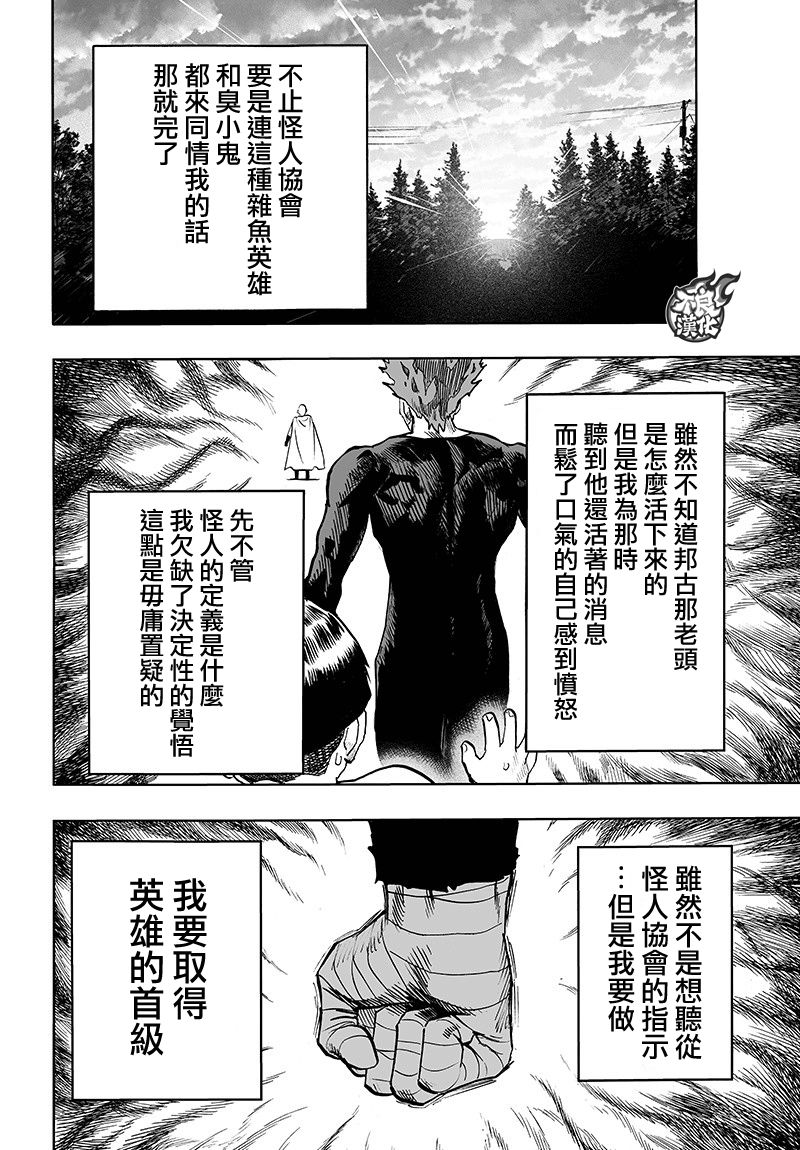 不止怪人協會
要是連這種雜魚英雄
和臭小鬼
都來同情我的話
那就完了
大狼
漢化
雖然不知道邦古那老頭
是怎麼活下來的
但是我為那時
聽到他還活著的消息
而鬆了口氣的自己感到憤怒
先不管
怪人的定義是什麼
我欠缺了決定性的覺悟
這點是毋庸置疑的
雖然不是想聽從
怪人協會的指示
…但是我要做
我要取得
英雄的首級